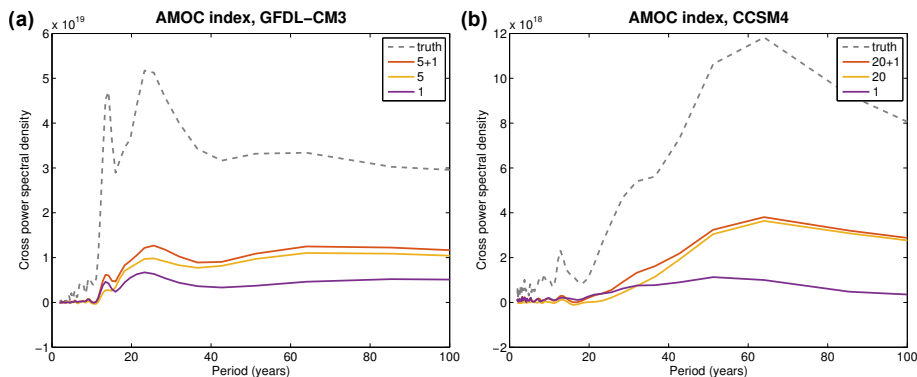 (a) AMOC index, GFDL−CM3
x 10^19
6
5
4
3
2
1
0
−1
Cross power spectral density
truth
5+1
5
1
0 20 40 60 80 100
Period (years)
(b) AMOC index, CCSM4
x 10^18
12
10
8
6
4
2
0
−2
Cross power spectral density
truth
20+1
20
1
0 20 40 60 80 100
Period (years)